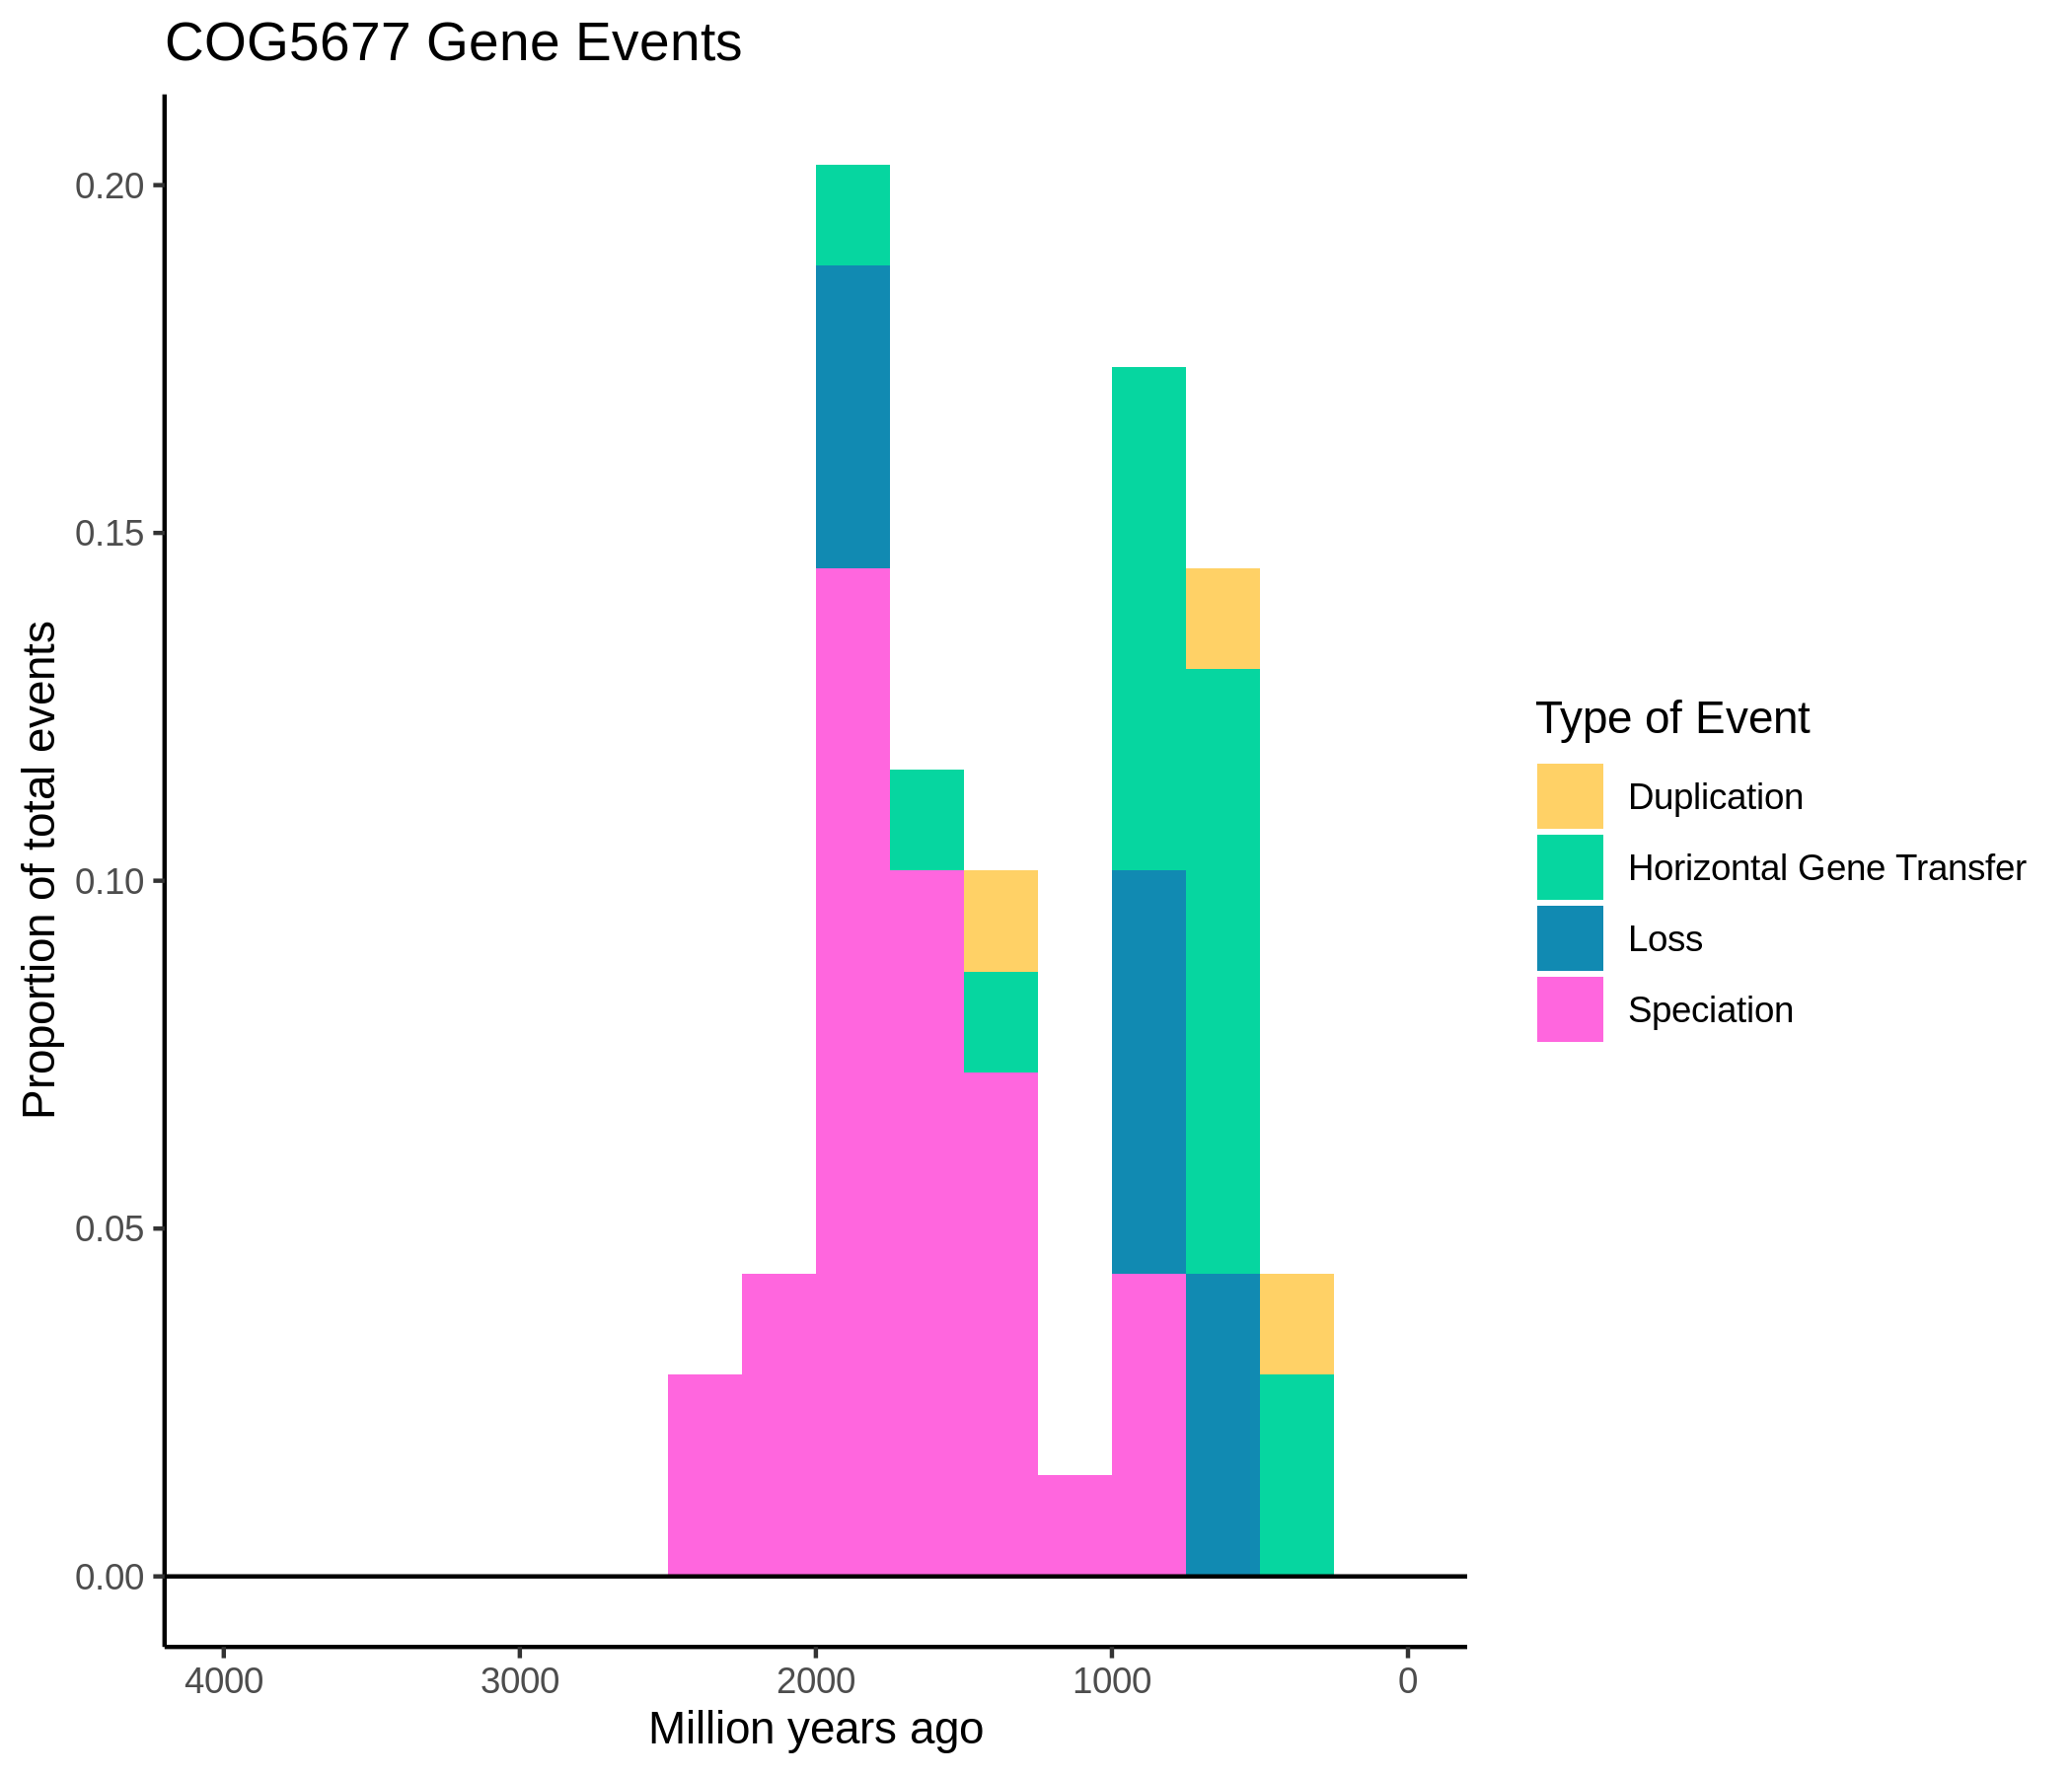 COG5677 Gene Events
0.20
0.15
0.10
0.05
0.00
Proportion of total events
4000 3000 2000 1000 0
Million years ago
Type of Event
Duplication
Horizontal Gene Transfer
Loss
Speciation